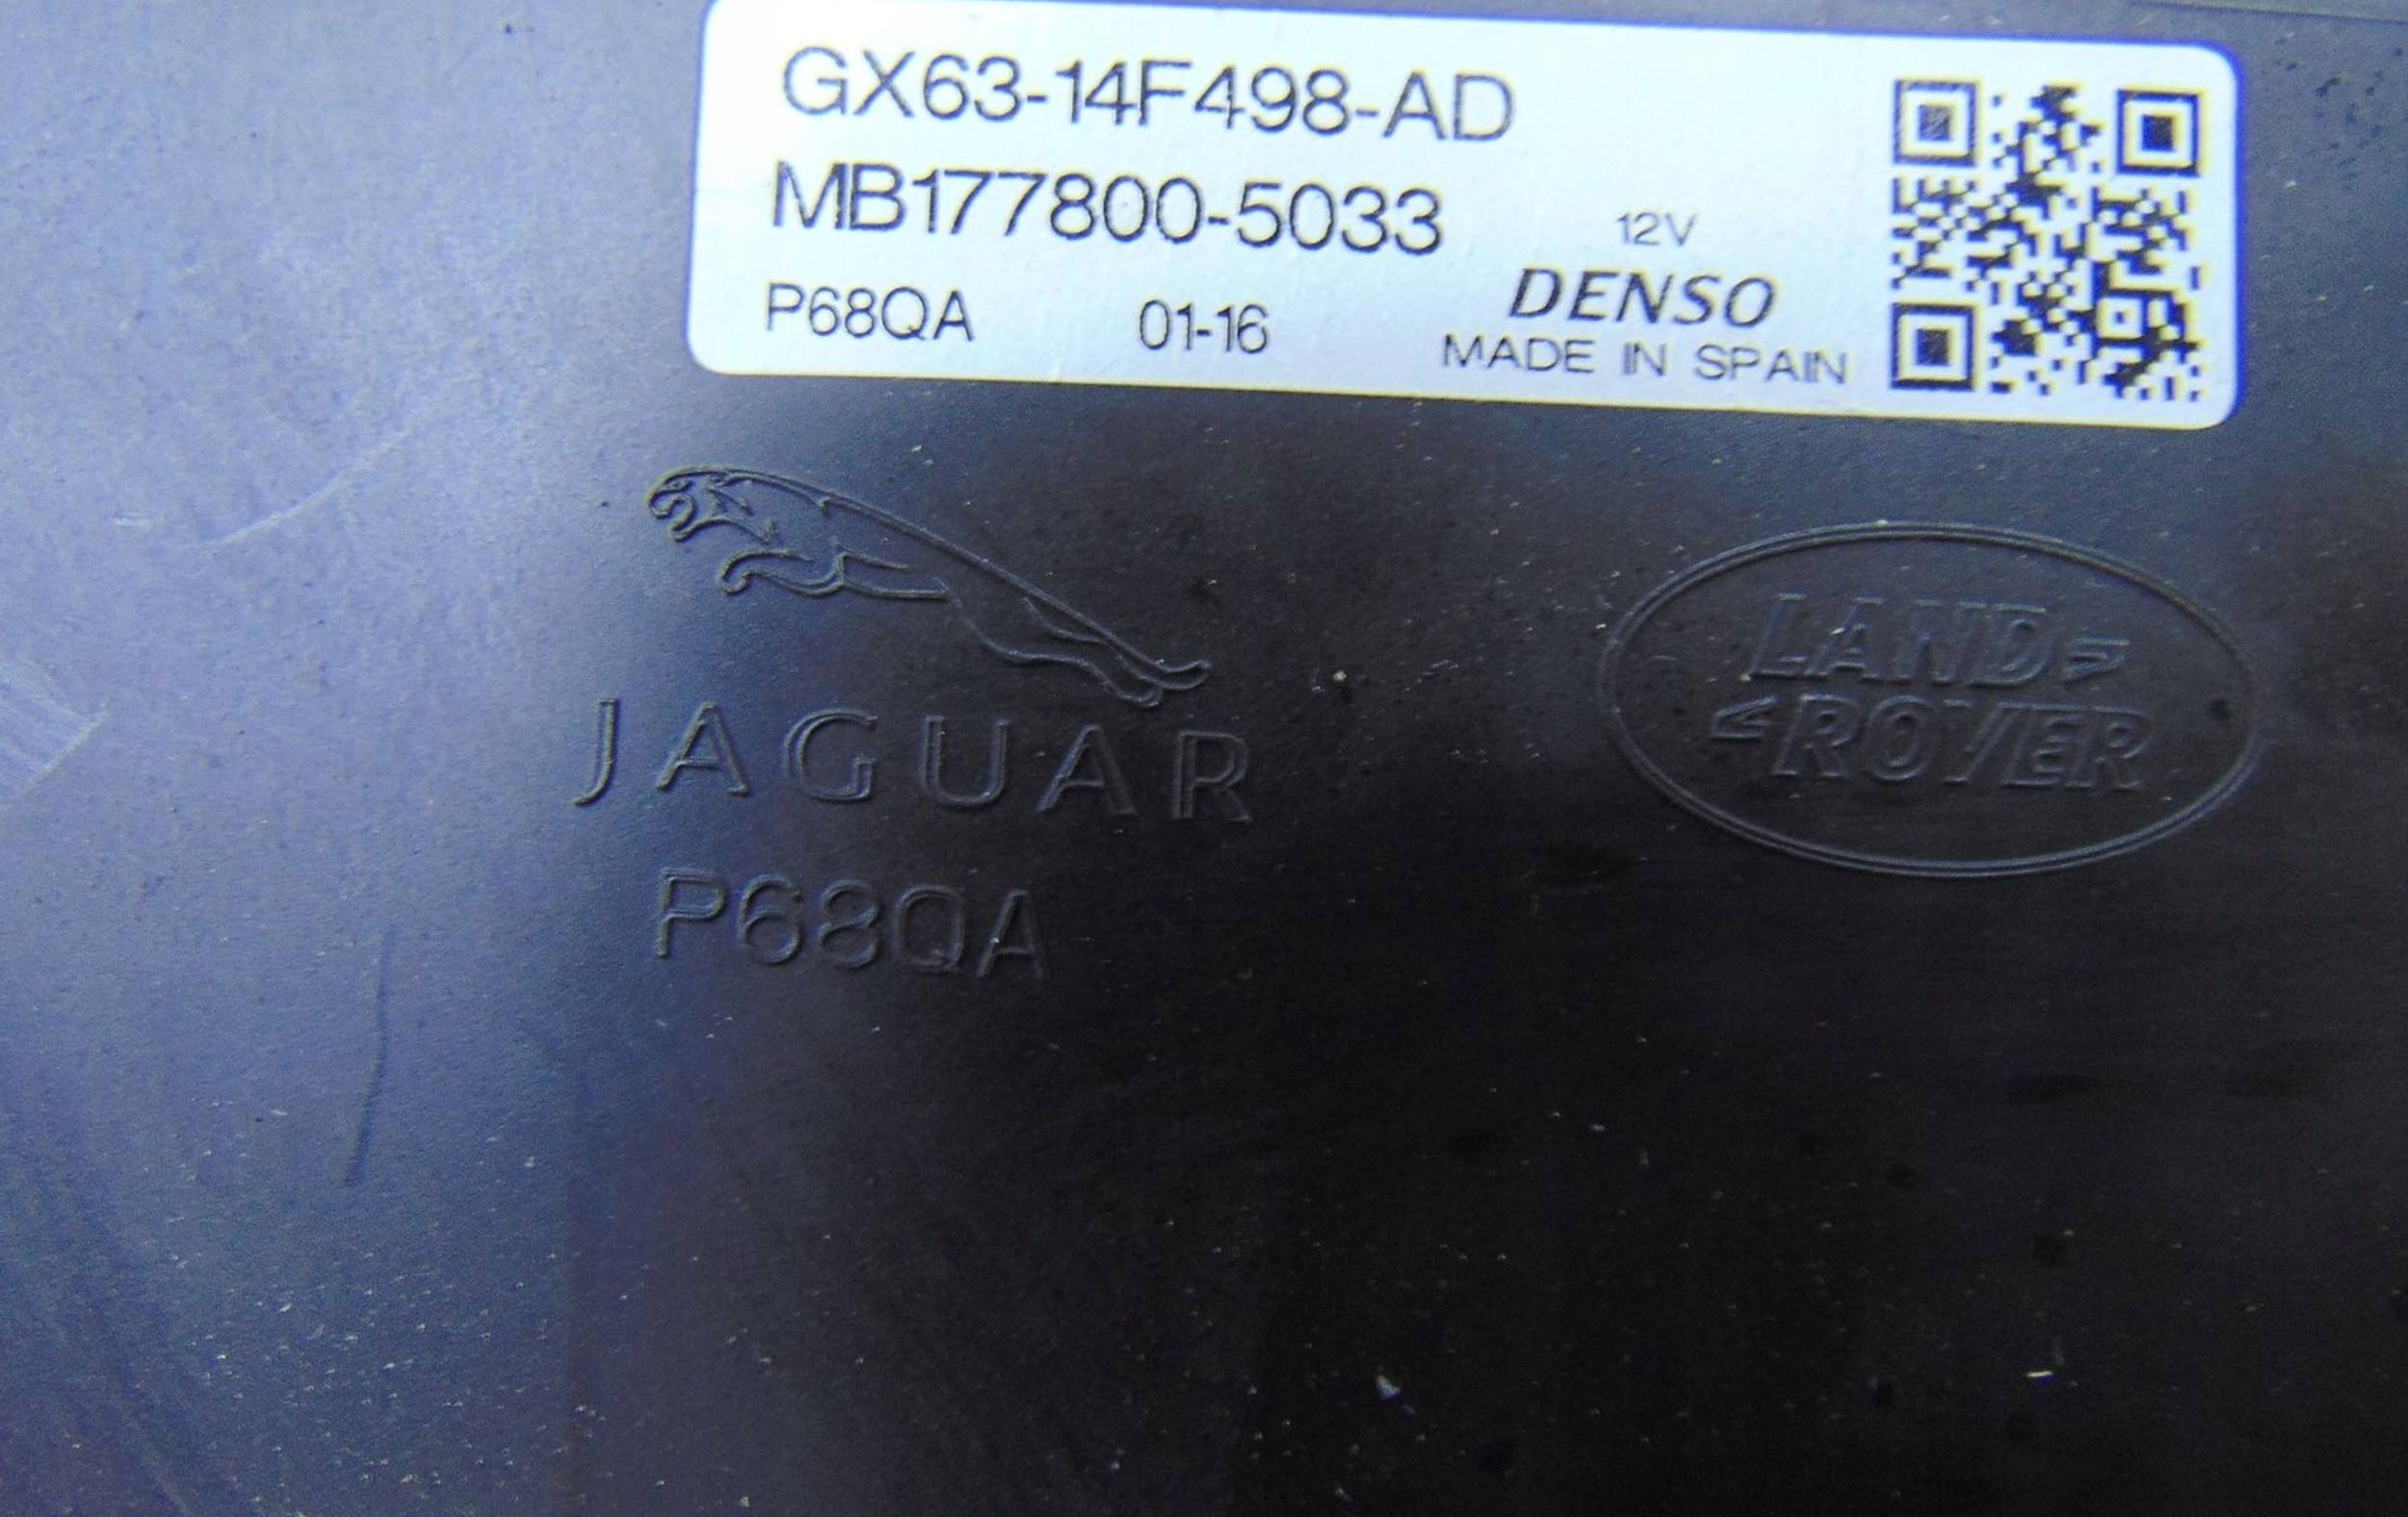 GX63-14F498-AD
MB177800-5033
12V
P68QA 01-16 DENSO
MADE IN SPAIN
JAGUAR
LAND
ROVER
P68QA